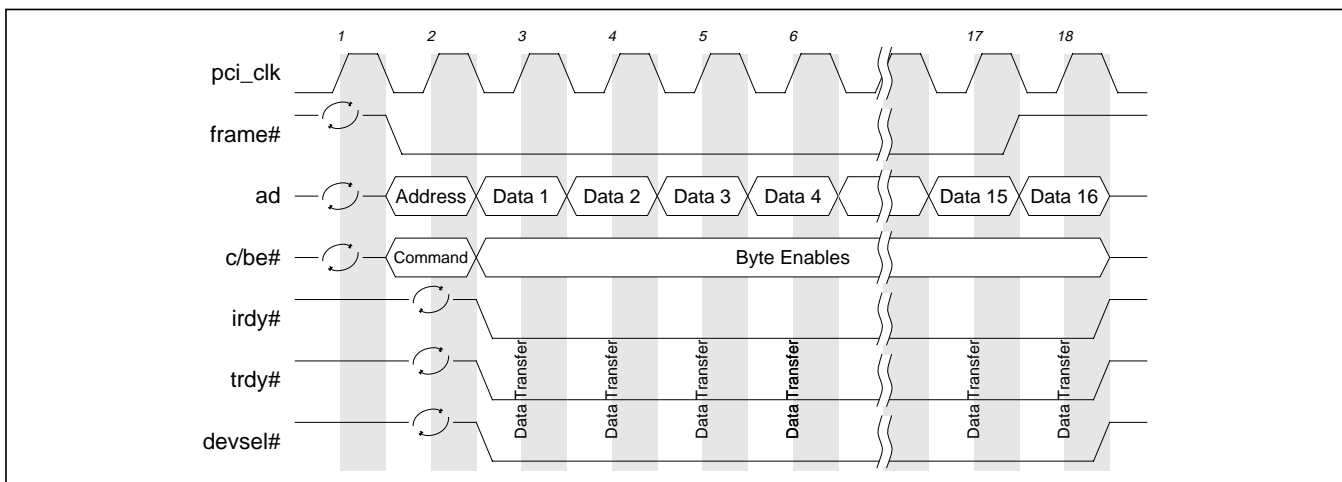 1 2 3 4 5 6 17 18
pci_clk
frame#
ad Address Data 1 Data 2 Data 3 Data 4 Data 15 Data 16
c/be# Command Byte Enables
irdy#
trdy# Data Transfer Data Transfer Data Transfer Data Transfer Data Transfer Data Transfer
devsel#